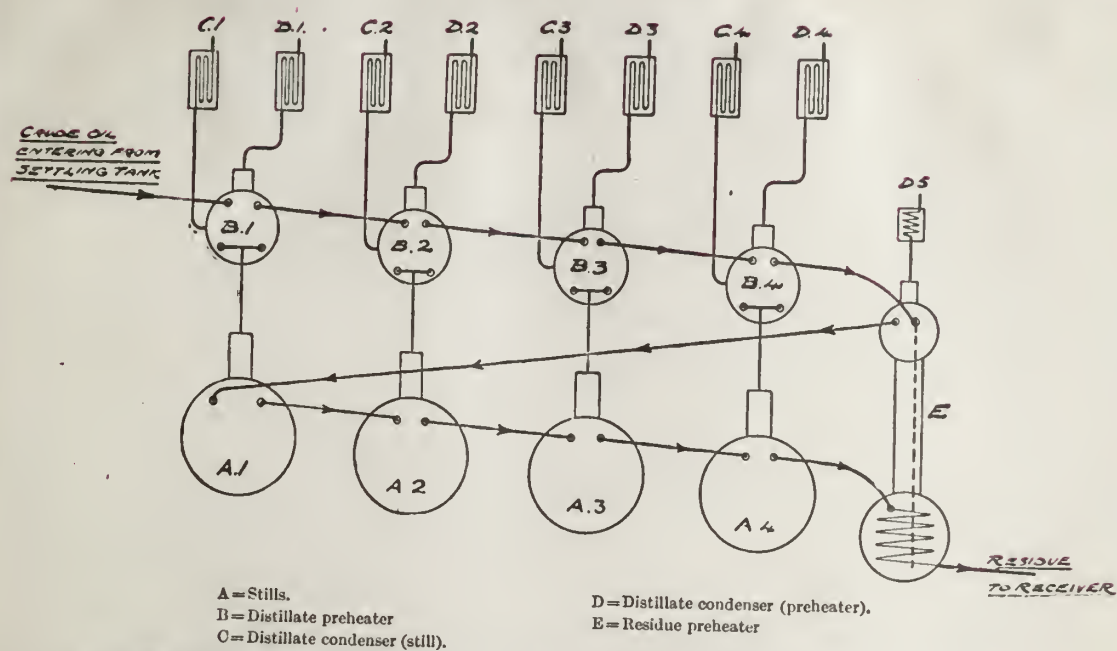 C.1 D.1. C.2 D.2 C.3 D3 C.4 D.4
CRUDE OIL
ENTERING FROM
SETTLING TANK
D5
B.1
B.2
B.3
B.4
E
A.1
A 2
A.3
A 4
RESIDUE
TO RECEIVER
A=Stills.
B=Distillate preheater
C=Distillate condenser (still).
D=Distillate condenser (preheater).
E=Residue preheater